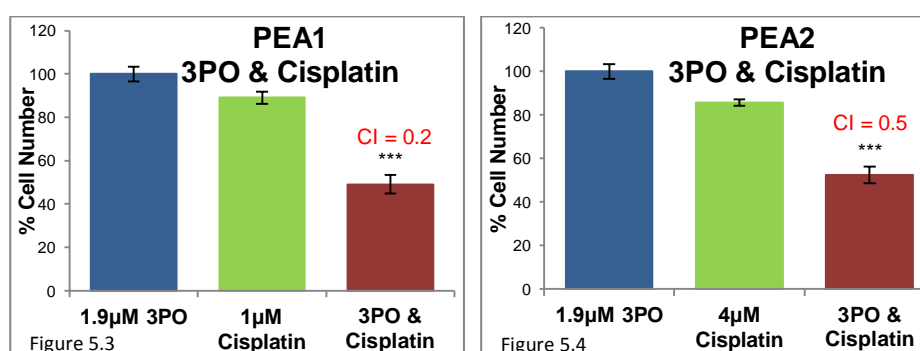 PEA1
3PO & Cisplatin
% Cell Number
120
100
80
60
40
20
0
CI = 0.2
***
1.9µM 3PO
1µM
Cisplatin
3PO &
Cisplatin
Figure 5.3
PEA2
3PO & Cisplatin
% Cell Number
120
100
80
60
40
20
0
CI = 0.5
***
1.9µM 3PO
4µM
Cisplatin
3PO &
Cisplatin
Figure 5.4